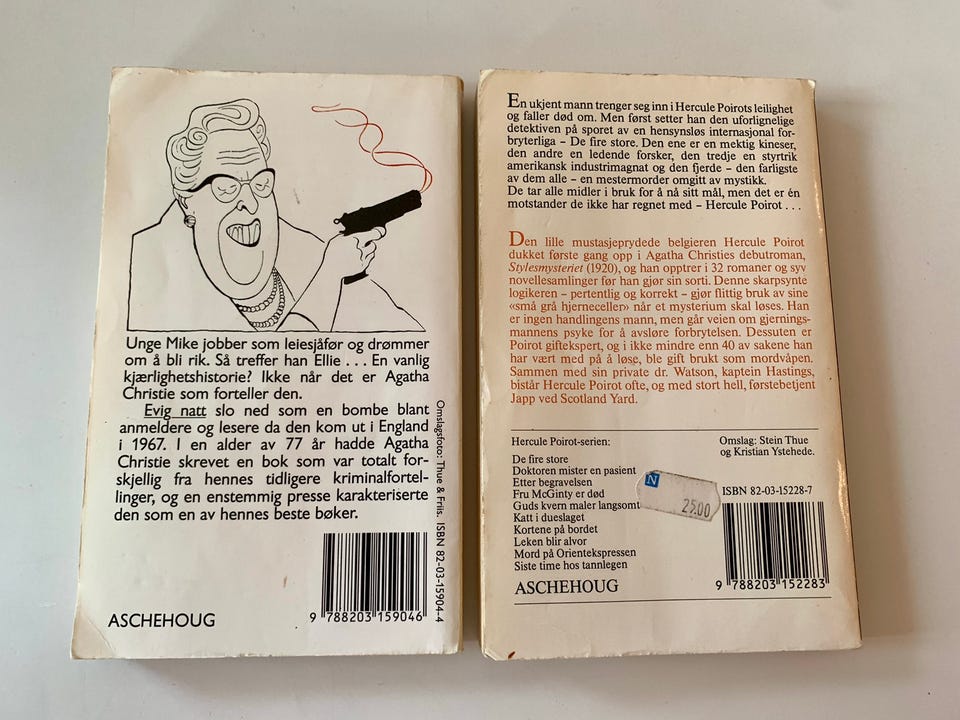 Unge Mike jobber som leiesjåfør og drømmer
om å bli rik. Så treffer han Ellie . . . En vanlig
kjærlighetshistorie? Ikke når det er Agatha
Christie som forteller den.
Evig natt slo ned som en bombe blant
anmeldere og lesere da den kom ut i England
i 1967. I en alder av 77 år hadde Agatha
Christie skrevet en bok som var totalt for-
skjellig fra hennes tidligere kriminalfortel-
linger, og en enstemmig presse karakteriserte
den som en av hennes beste bøker.
Omslagsfoto: Thue & Friis. ISBN 82-03-15904-4
ASCHEHOUG
9 788203 159046
En ukjent mann trenger seg inn i Hercule Poirots leilighet
og faller død om. Men først setter han den uforlignelige
detektiven på sporet av en hensynsløs internasjonal for-
bryterliga – De fire store. Den ene er en mektig kineser,
den andre en ledende forsker, den tredje en styrtrik
amerikansk industrimagnat og den fjerde – den farligste
av dem alle – en mestermorder omgitt av mystikk.
De tar alle midler i bruk for å nå sitt mål, men det er én
motstander de ikke har regnet med – Hercule Poirot . . .
Den lille mustasjeprydede belgieren Hercule Poirot
dukket første gang opp i Agatha Christies debutroman,
Stylesmysteriet (1920), og han opptrer i 32 romaner og syv
novellesamlinger før han gjør sin sorti. Denne skarpsynte
logikeren – pertentlig og korrekt – gjør flittig bruk av sine
«små grå hjerneceller» når et mysterium skal løses. Han
er ingen handlingens mann, men går veien om gjernings-
mannens psyke for å avsløre forbrytelsen. Dessuten er
Poirot giftekspert, og i ikke mindre enn 40 av sakene han
har vært med på å løse, ble gift brukt som mordvåpen.
Sammen med sin private dr. Watson, kaptein Hastings,
bistår Hercule Poirot ofte, og med stort hell, førstebetjent
Japp ved Scotland Yard.
Hercule Poirot-serien:
De fire store
Doktoren mister en pasient
Etter begravelsen
Fru McGinty er død
Guds kvern maler langsomt
Katt i dueslaget
Kortene på bordet
Leken blir alvor
Mord på Orientekspressen
Siste time hos tannlegen
ASCHEHOUG
Omslag: Stein Thue
og Kristian Ystehede.
N
25.00
ISBN 82-03-15228-7
9 788203 152283